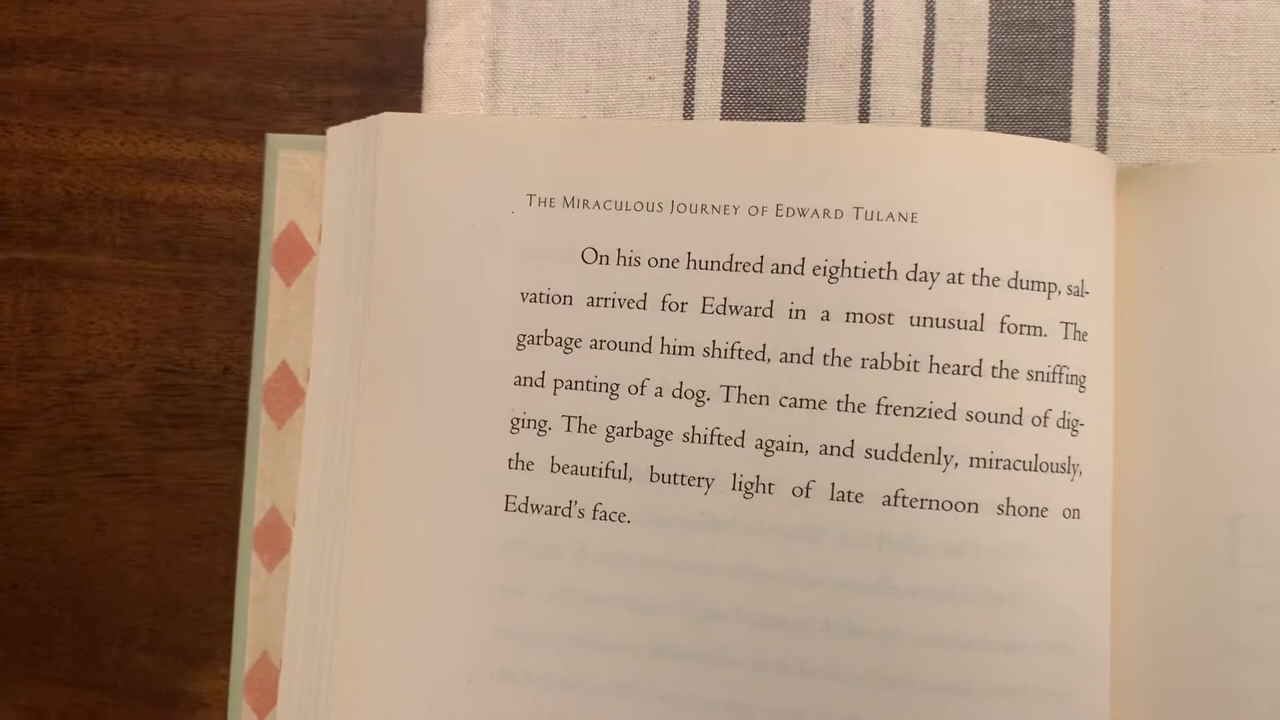 THE MIRACULOUS JOURNEY OF EDWARD TULANE
On his one hundred and eightieth day at the dump, sal-
vation arrived for Edward in a most unusual form. The
garbage around him shifted, and the rabbit heard the sniffing
and panting of a dog. Then came the frenzied sound of dig-
ging. The garbage shifted again, and suddenly, miraculously,
the beautiful, buttery light of late afternoon shone on
Edward's face.